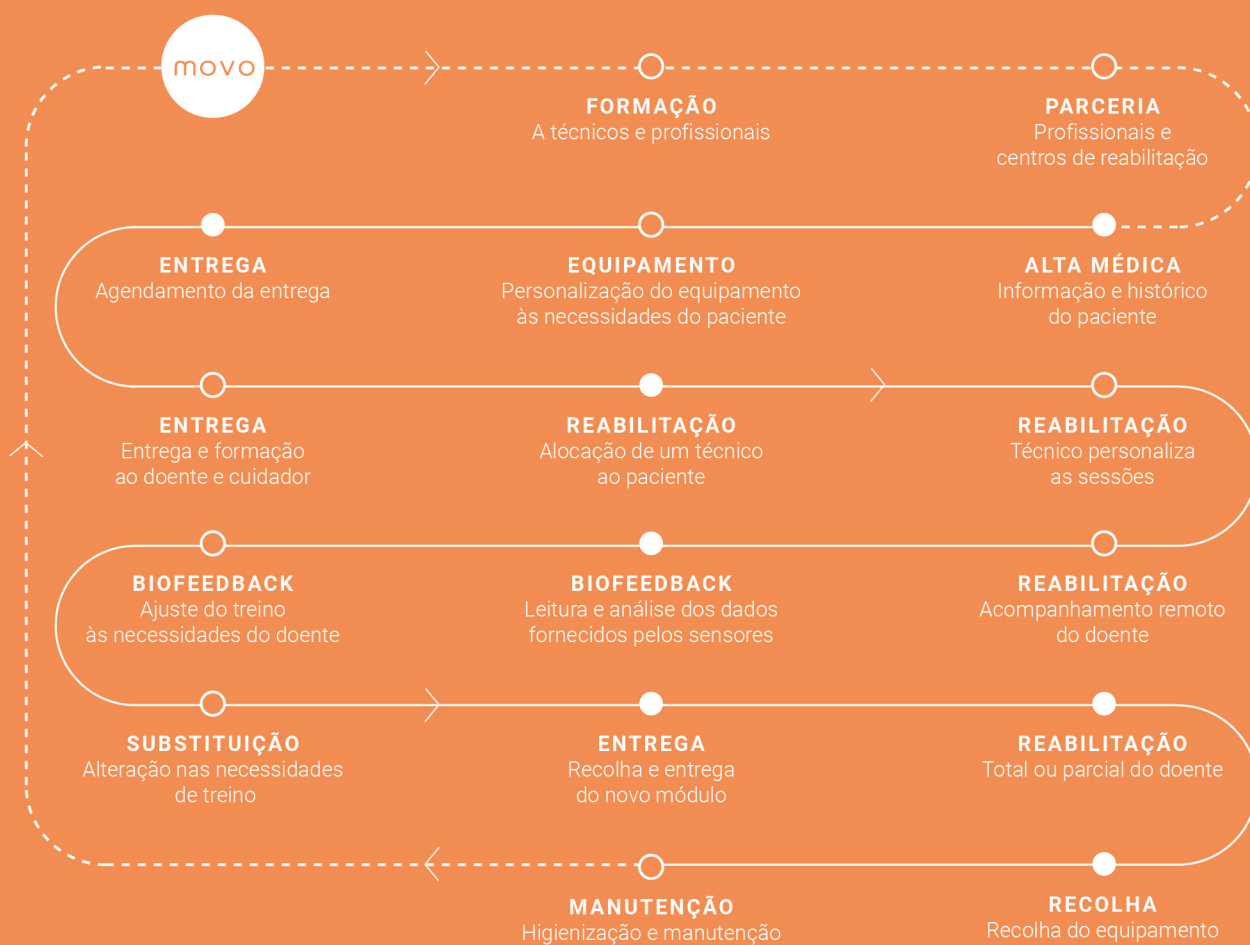 movo
FORMAÇÃO
A técnicos e profissionais
PARCERIA
Profissionais e
centros de reabilitação
ALTA MÉDICA
Informação e histórico
do paciente
EQUIPAMENTO
Personalização do equipamento
às necessidades do paciente
ENTREGA
Agendamento da entrega
ENTREGA
Entrega e formação
ao doente e cuidador
REABILITAÇÃO
Alocação de um técnico
ao paciente
REABILITAÇÃO
Técnico personaliza
as sessões
REABILITAÇÃO
Acompanhamento remoto
do doente
BIOFEEDBACK
Leitura e análise dos dados
fornecidos pelos sensores
BIOFEEDBACK
Ajuste do treino
às necessidades do doente
SUBSTITUIÇÃO
Alteração nas necessidades
de treino
ENTREGA
Recolha e entrega
do novo módulo
REABILITAÇÃO
Total ou parcial do doente
RECOLHA
Recolha do equipamento
MANUTENÇÃO
Higienização e manutenção